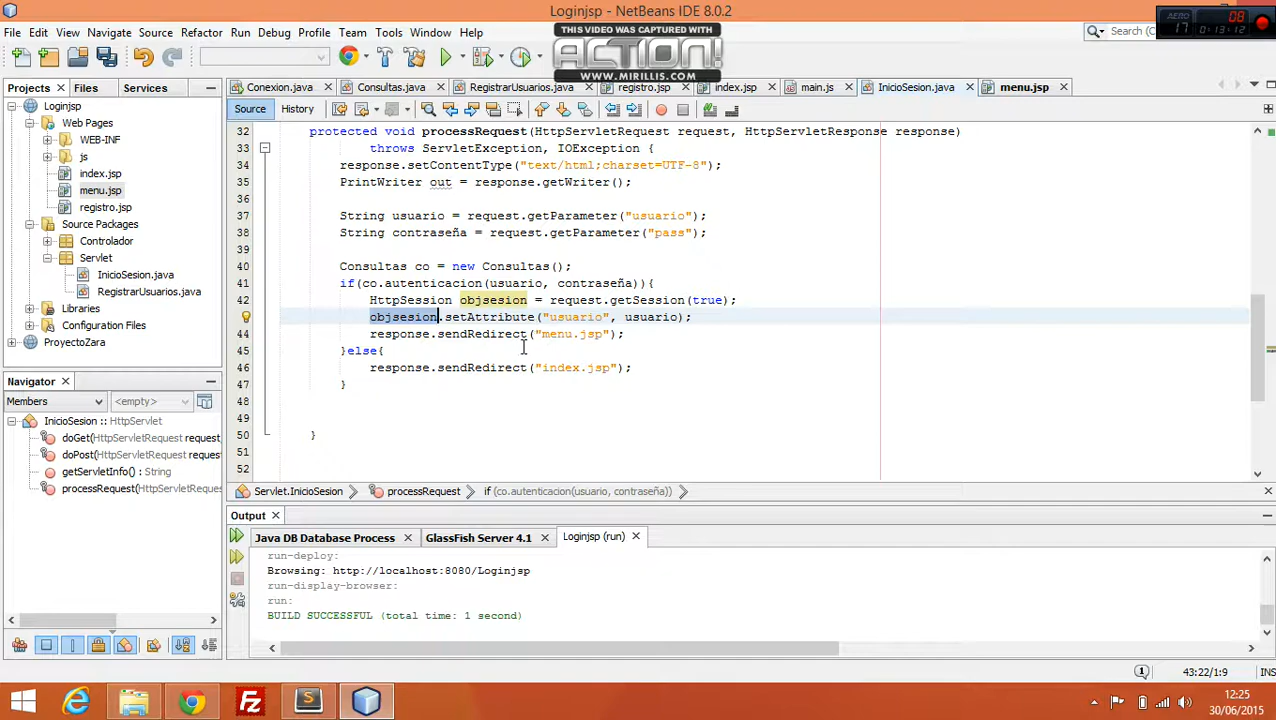 Loginjsp - NetBeans IDE 8.0.2
File Edit View Navigate Source Refactor Run Debug Profile Team Tools Window Help
THIS VIDEO WAS CAPTURED WITH
ACTION!
WWW.MIRILLIS.COM
AERO
17
08
0:13:12
Search (C
Projects Files Services
Conexion.java Consultas.java RegistrarUsuarios.java registro.jsp index.jsp main.js InicioSesion.java menu.jsp
Source History
Loginjsp
Web Pages
WEB-INF
js
index.jsp
menu.jsp
registro.jsp
Source Packages
Controlador
Servlet
InicioSesion.java
RegistrarUsuarios.java
Libraries
Configuration Files
ProyectoZara
32 protected void processRequest(HttpServletRequest request, HttpServletResponse response)
33 throws ServletException, IOException {
34 response.setContentType("text/html;charset=UTF-8");
35 PrintWriter out = response.getWriter();
36
37 String usuario = request.getParameter("usuario");
38 String contraseña = request.getParameter("pass");
39
40 Consultas co = new Consultas();
41 if(co.autenticacion(usuario, contraseña)){
42 HttpSession objsesion = request.getSession(true);
objsesion.setAttribute("usuario", usuario);
44 response.sendRedirect("menu.jsp");
45 }else{
46 response.sendRedirect("index.jsp");
47 }
48
49
50 }
51
52
Navigator
Members <empty>
InicioSesion :: HttpServlet
doGet(HttpServletRequest request,
doPost(HttpServletRequest request
getServletInfo() : String
processRequest(HttpServletReques
Servlet.InicioSesion processRequest if (co.autenticacion(usuario, contraseña))
Output
Java DB Database Process GlassFish Server 4.1 Loginjsp (run)
run-deploy:
Browsing: http://localhost:8080/Loginjsp
run-display-browser:
run:
BUILD SUCCESSFUL (total time: 1 second)
1 43:22/1:9 INS
12:25
30/06/2015